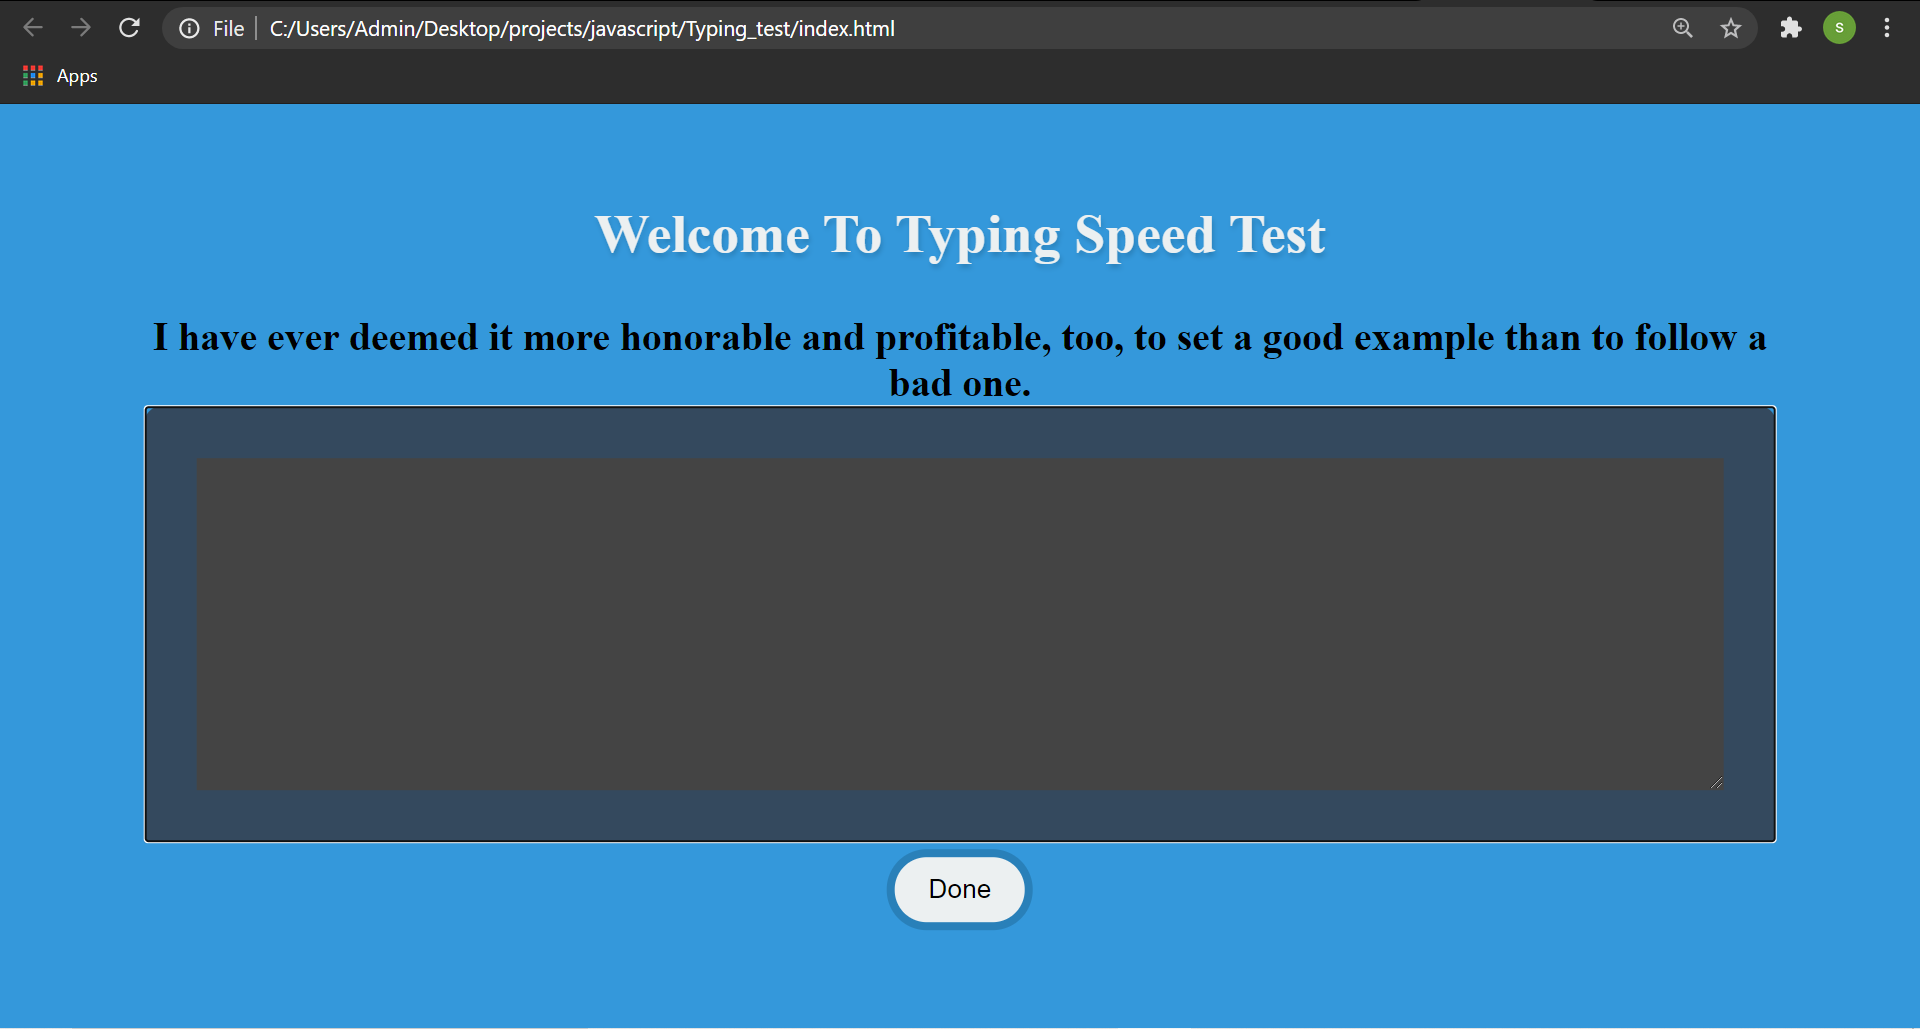 File C:/Users/Admin/Desktop/projects/javascript/Typing_test/index.html
S
Apps
Welcome To Typing Speed Test
I have ever deemed it more honorable and profitable, too, to set a good example than to follow a
bad one.
Done